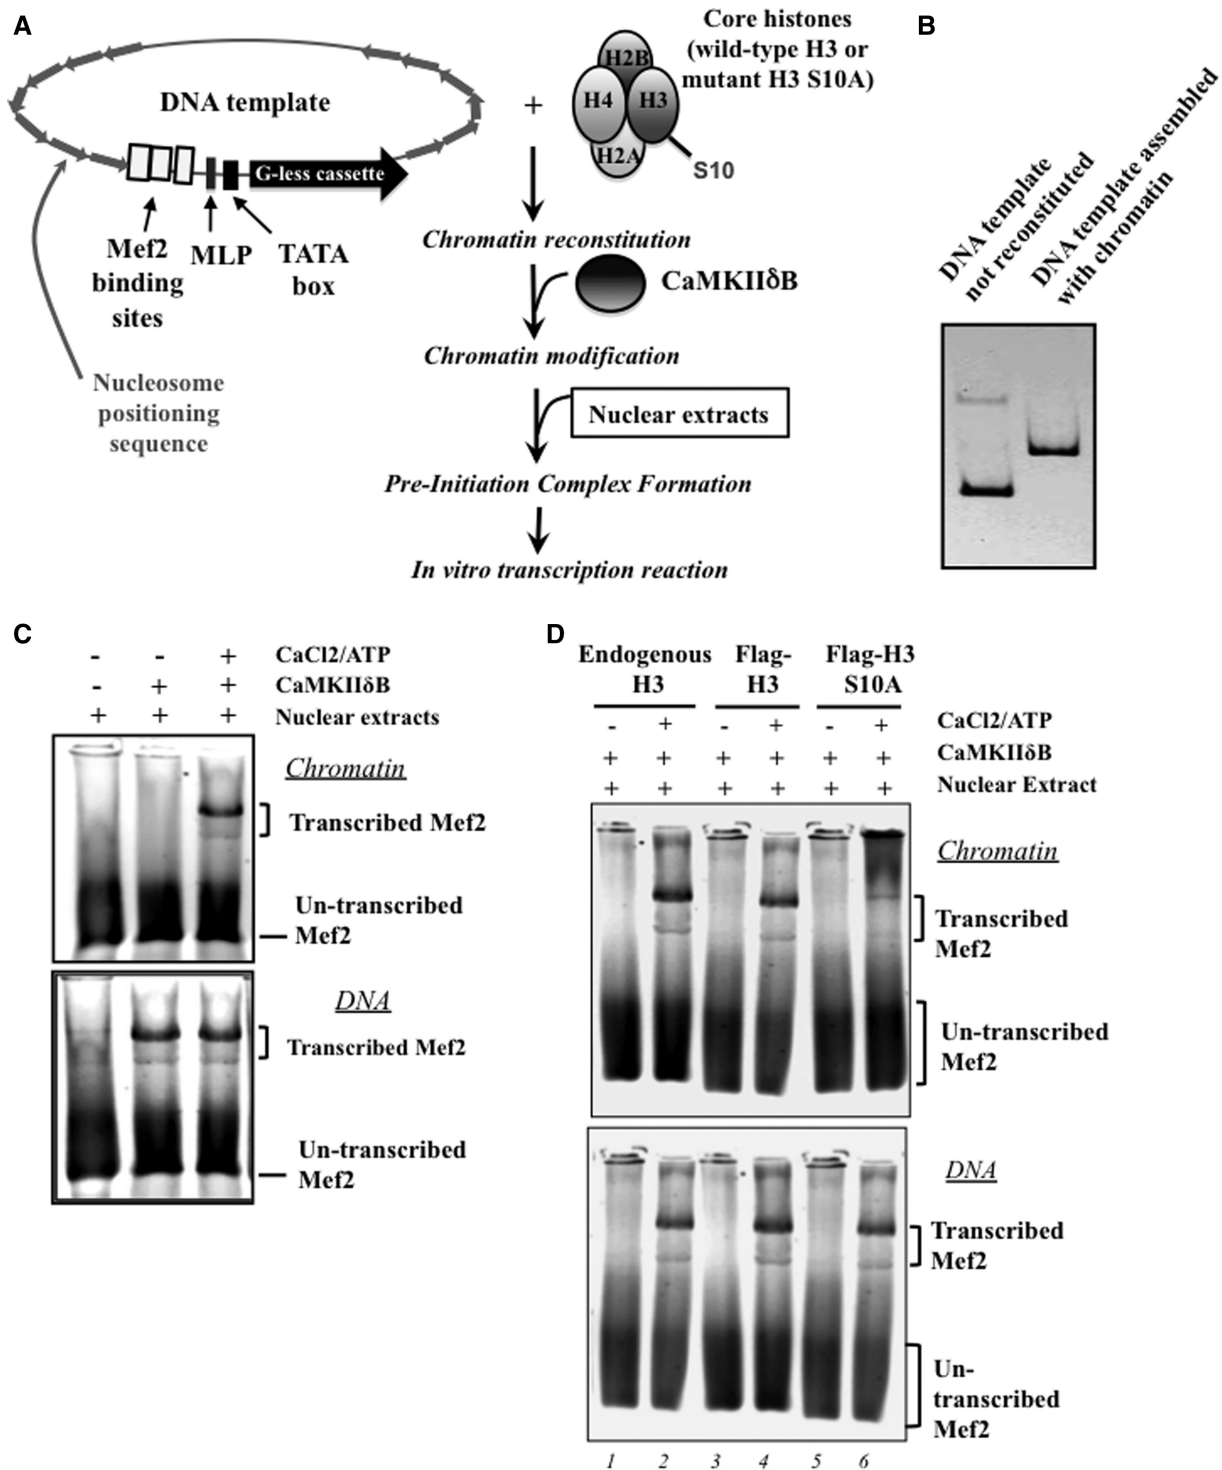 A
DNA template
+
Core histones
(wild-type H3 or
mutant H3 S10A)
H2B
H4
H3
H2A
S10
G-less cassette
Mef2
binding
sites
MLP
TATA
box
Nucleosome
positioning
sequence
Chromatin reconstitution
CaMKIIδB
Chromatin modification
Nuclear extracts
Pre-Initiation Complex Formation
In vitro transcription reaction
B
DNA template
not reconstituted
DNA template assembled
with chromatin
C
- - + CaCl2/ATP
- + + CaMKIIδB
+ + + Nuclear extracts
Chromatin
Transcribed Mef2
Un-transcribed
Mef2
DNA
Transcribed Mef2
Un-transcribed
Mef2
D
Endogenous
H3
Flag-
H3
Flag-H3
S10A
- + - + - + CaCl2/ATP
+ + + + + + CaMKIIδB
+ + + + + + Nuclear Extract
Chromatin
Transcribed
Mef2
Un-transcribed
Mef2
DNA
Transcribed
Mef2
Un-
transcribed
Mef2
1 2 3 4 5 6